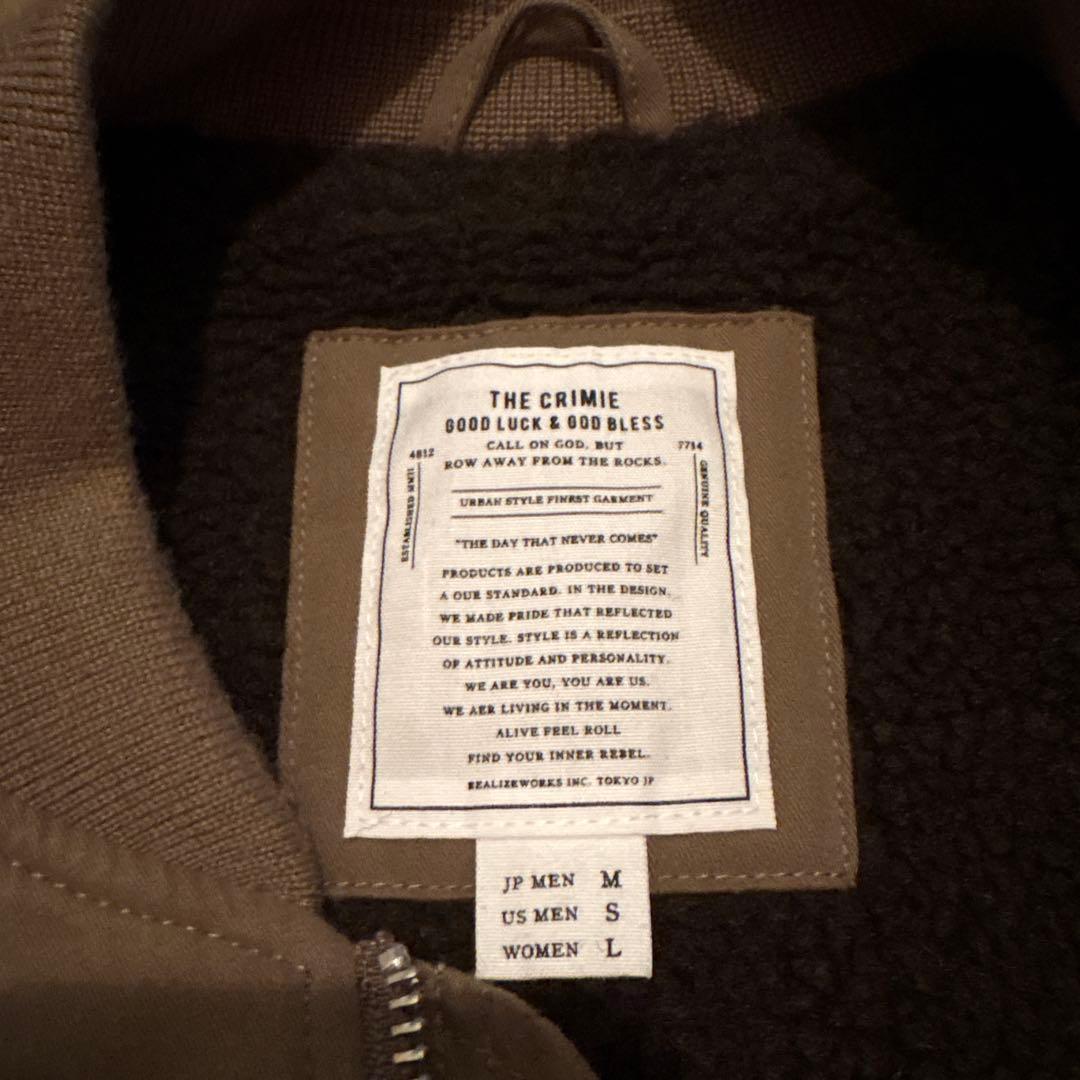 THE CRIMIE
GOOD LUCK & GOD BLESS
CALL ON GOD, BUT
ROW AWAY FROM THE ROCKS.
4812
7714
ESTABLISHED MMII
GENUINE QUALITY
URBAN STYLE FINEST GARMENT
"THE DAY THAT NEVER COMES"
PRODUCTS ARE PRODUCED TO SET
A OUR STANDARD. IN THE DESIGN,
WE MADE PRIDE THAT REFLECTED
OUR STYLE. STYLE IS A REFLECTION
OF ATTITUDE AND PERSONALITY.
WE ARE YOU, YOU ARE US.
WE AER LIVING IN THE MOMENT.
ALIVE FEEL ROLL
FIND YOUR INNER REBEL.
REALIZEWORKS INC. TOKYO JP
JP MEN M
US MEN S
WOMEN L